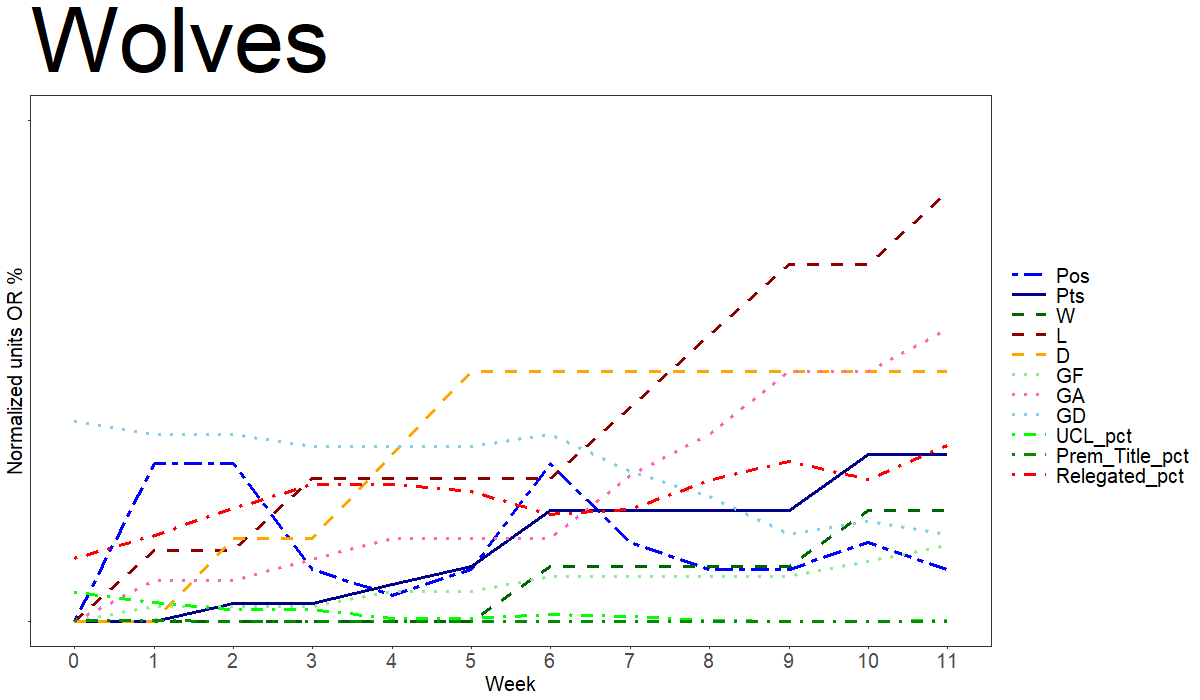 Wolves
Normalized units OR %
0 1 2 3 4 5 6 7 8 9 10 11
Week
Pos
Pts
W
L
D
GF
GA
GD
UCL_pct
Prem_Title_pct
Relegated_pct